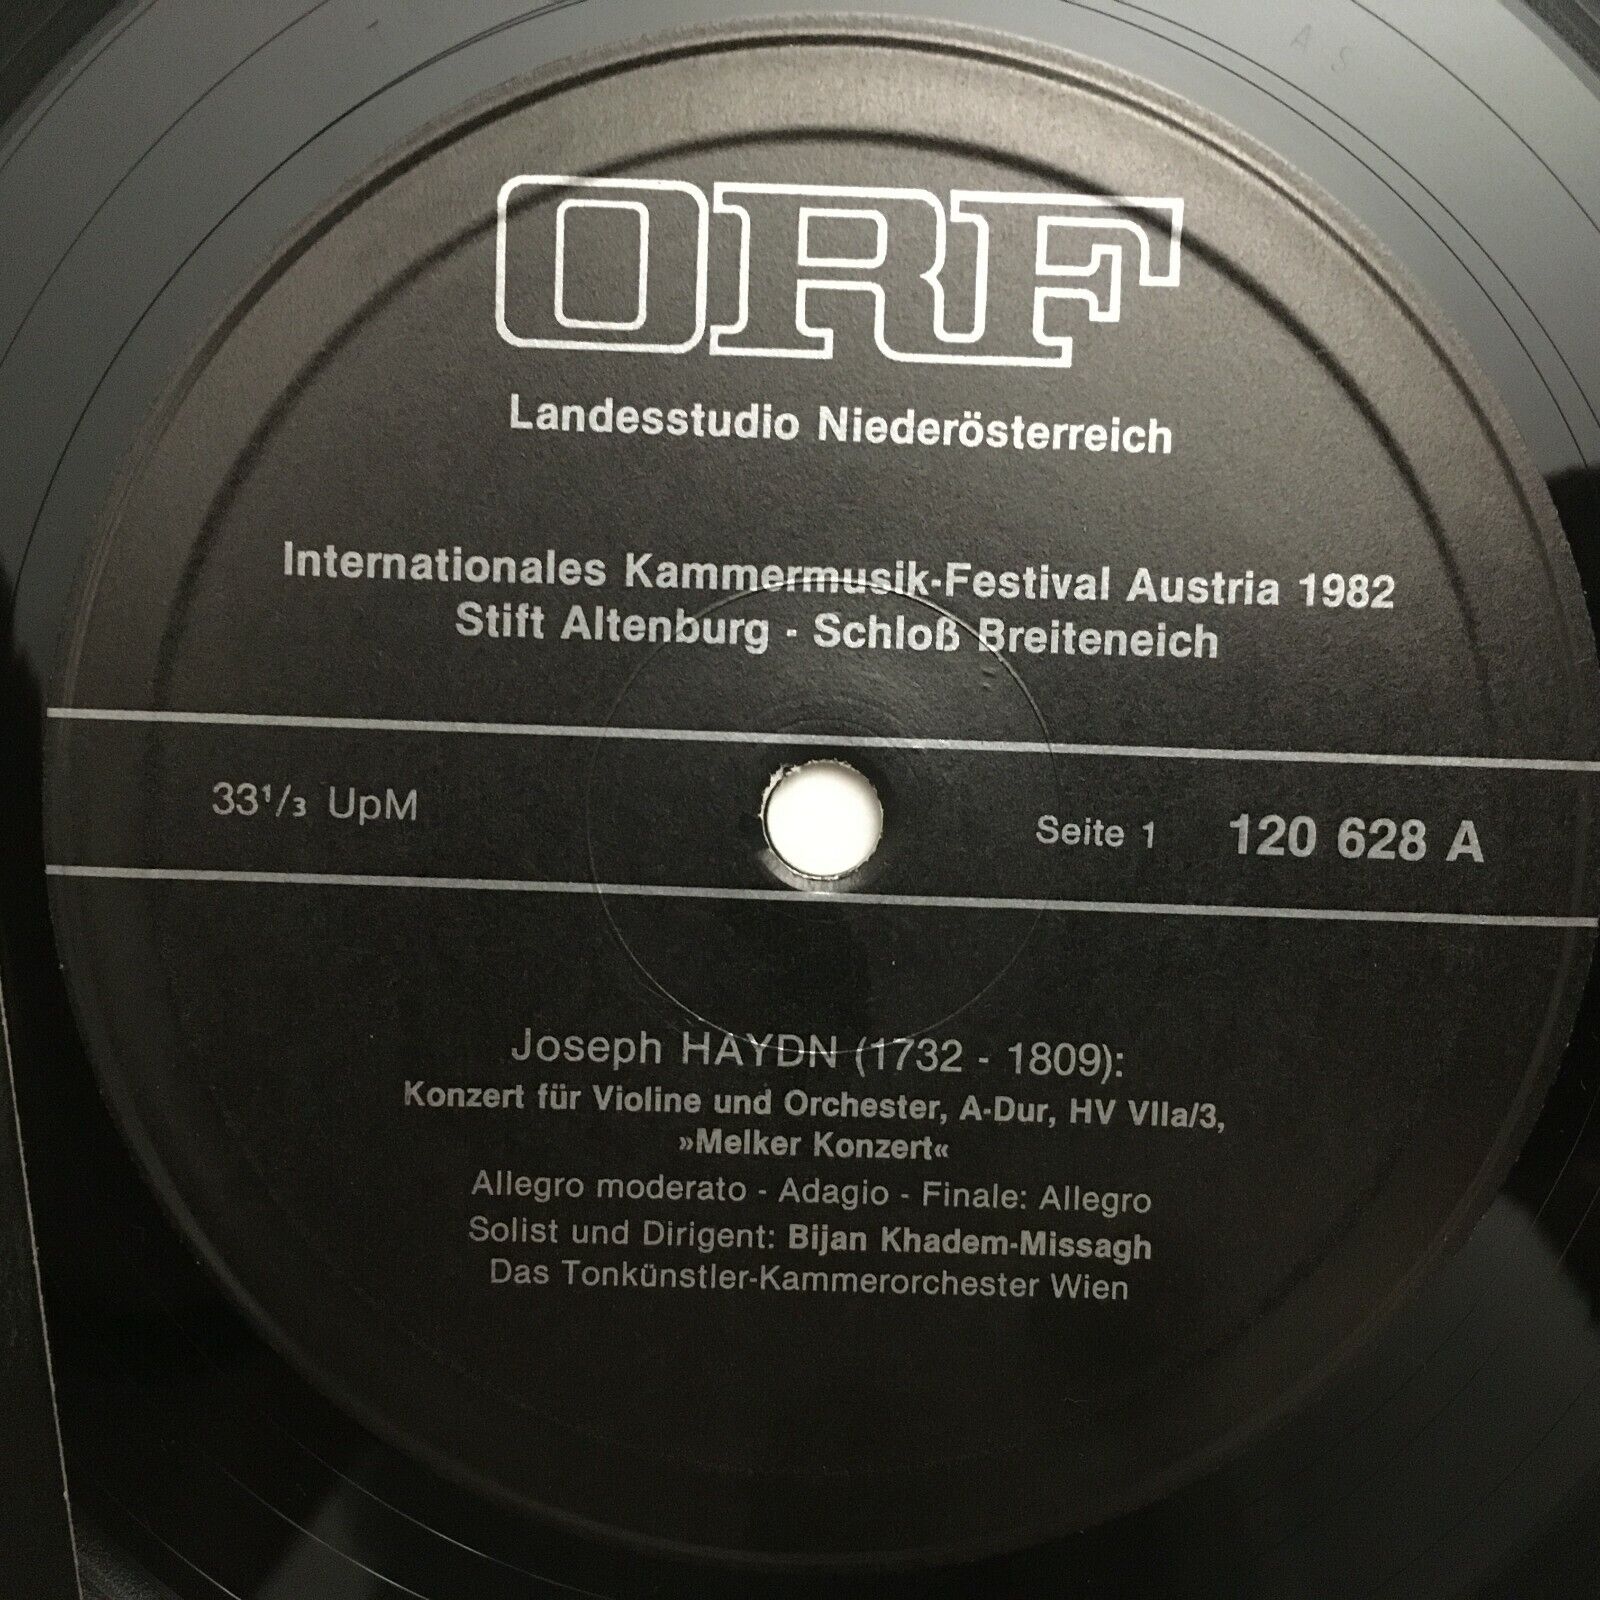 ORF
Landesstudio Niederösterreich
Internationales Kammermusik-Festival Austria 1982
Stift Altenburg - Schloß Breiteneich
33¹/₃ UpM
Seite 1 120 628 A
Joseph HAYDN (1732 - 1809):
Konzert für Violine und Orchester, A-Dur, HV VIIa/3,
»Melker Konzert«
Allegro moderato - Adagio - Finale: Allegro
Solist und Dirigent: Bijan Khadem-Missagh
Das Tonkünstler-Kammerorchester Wien